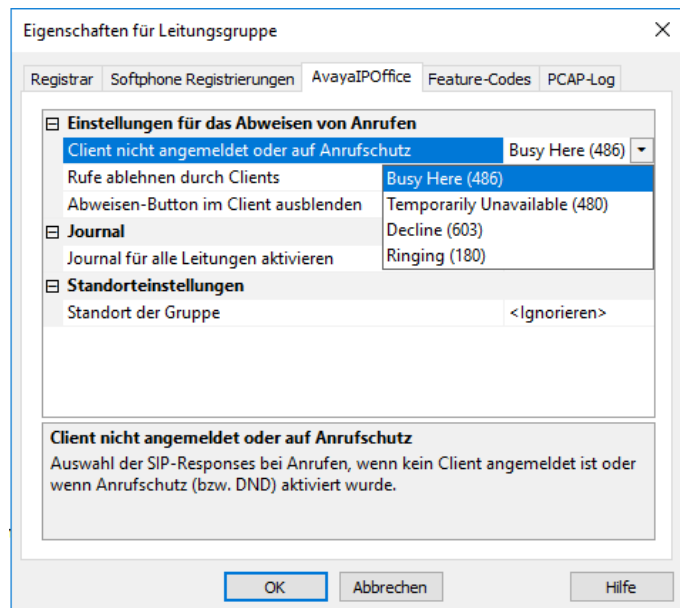 Eigenschaften für Leitungsgruppe
Registrar Softphone Registrierungen AvayaIPOffice Feature-Codes PCAP-Log
Einstellungen für das Abweisen von Anrufen
Client nicht angemeldet oder auf Anrufschutz Busy Here (486)
Rufe ablehnen durch Clients Busy Here (486)
Abweisen-Button im Client ausblenden Temporarily Unavailable (480)
Journal Decline (603)
Journal für alle Leitungen aktivieren Ringing (180)
Standorteinstellungen
Standort der Gruppe <Ignorieren>
Client nicht angemeldet oder auf Anrufschutz
Auswahl der SIP-Responses bei Anrufen, wenn kein Client angemeldet ist oder
wenn Anrufschutz (bzw. DND) aktiviert wurde.
OK Abbrechen Hilfe